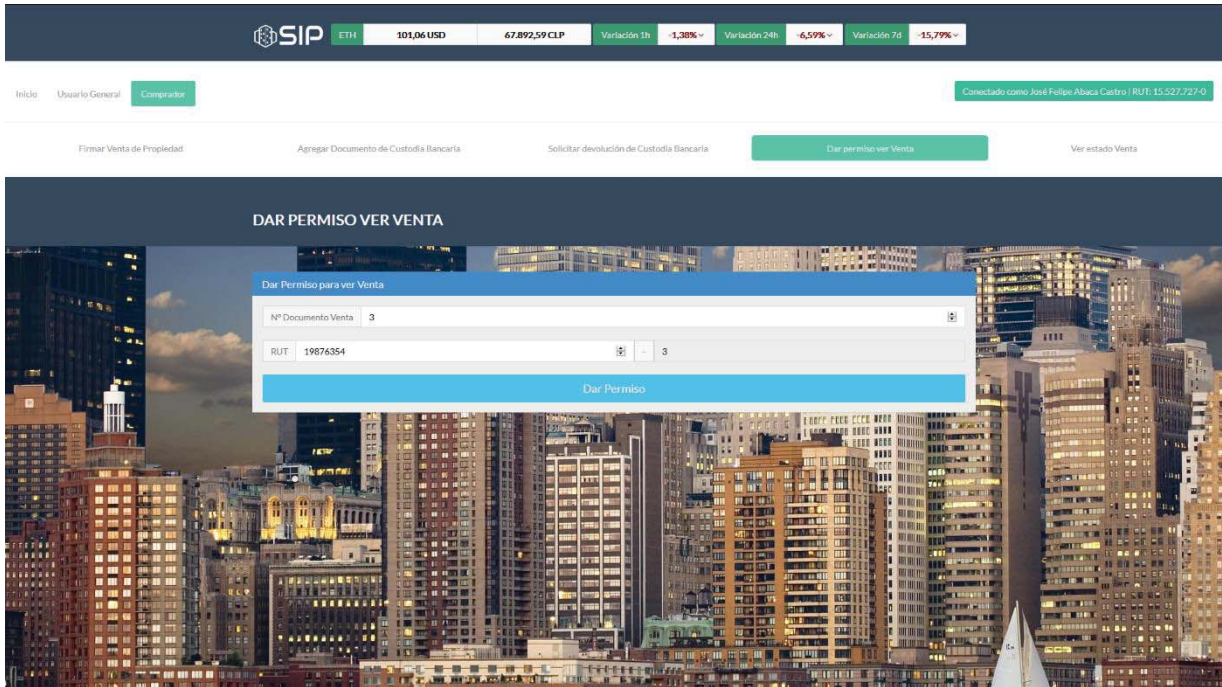 SIP ETH 101,06 USD 67.892,59 CLP Variación 1h -1,38% Variación 24h -6,59% Variación 7d -15,79%
Inicio Usuario General Comprador Conectado como José Felipe Abaca Castro | RUT: 15.527.727-0
Firmar Venta de Propiedad Agregar Documento de Custodia Bancaria Solicitar devolución de Custodia Bancaria Dar permiso ver Venta Ver estado Venta
DAR PERMISO VER VENTA
Dar Permiso para ver Venta
Nº Documento Venta 3
RUT 19876354 - 3
Dar Permiso